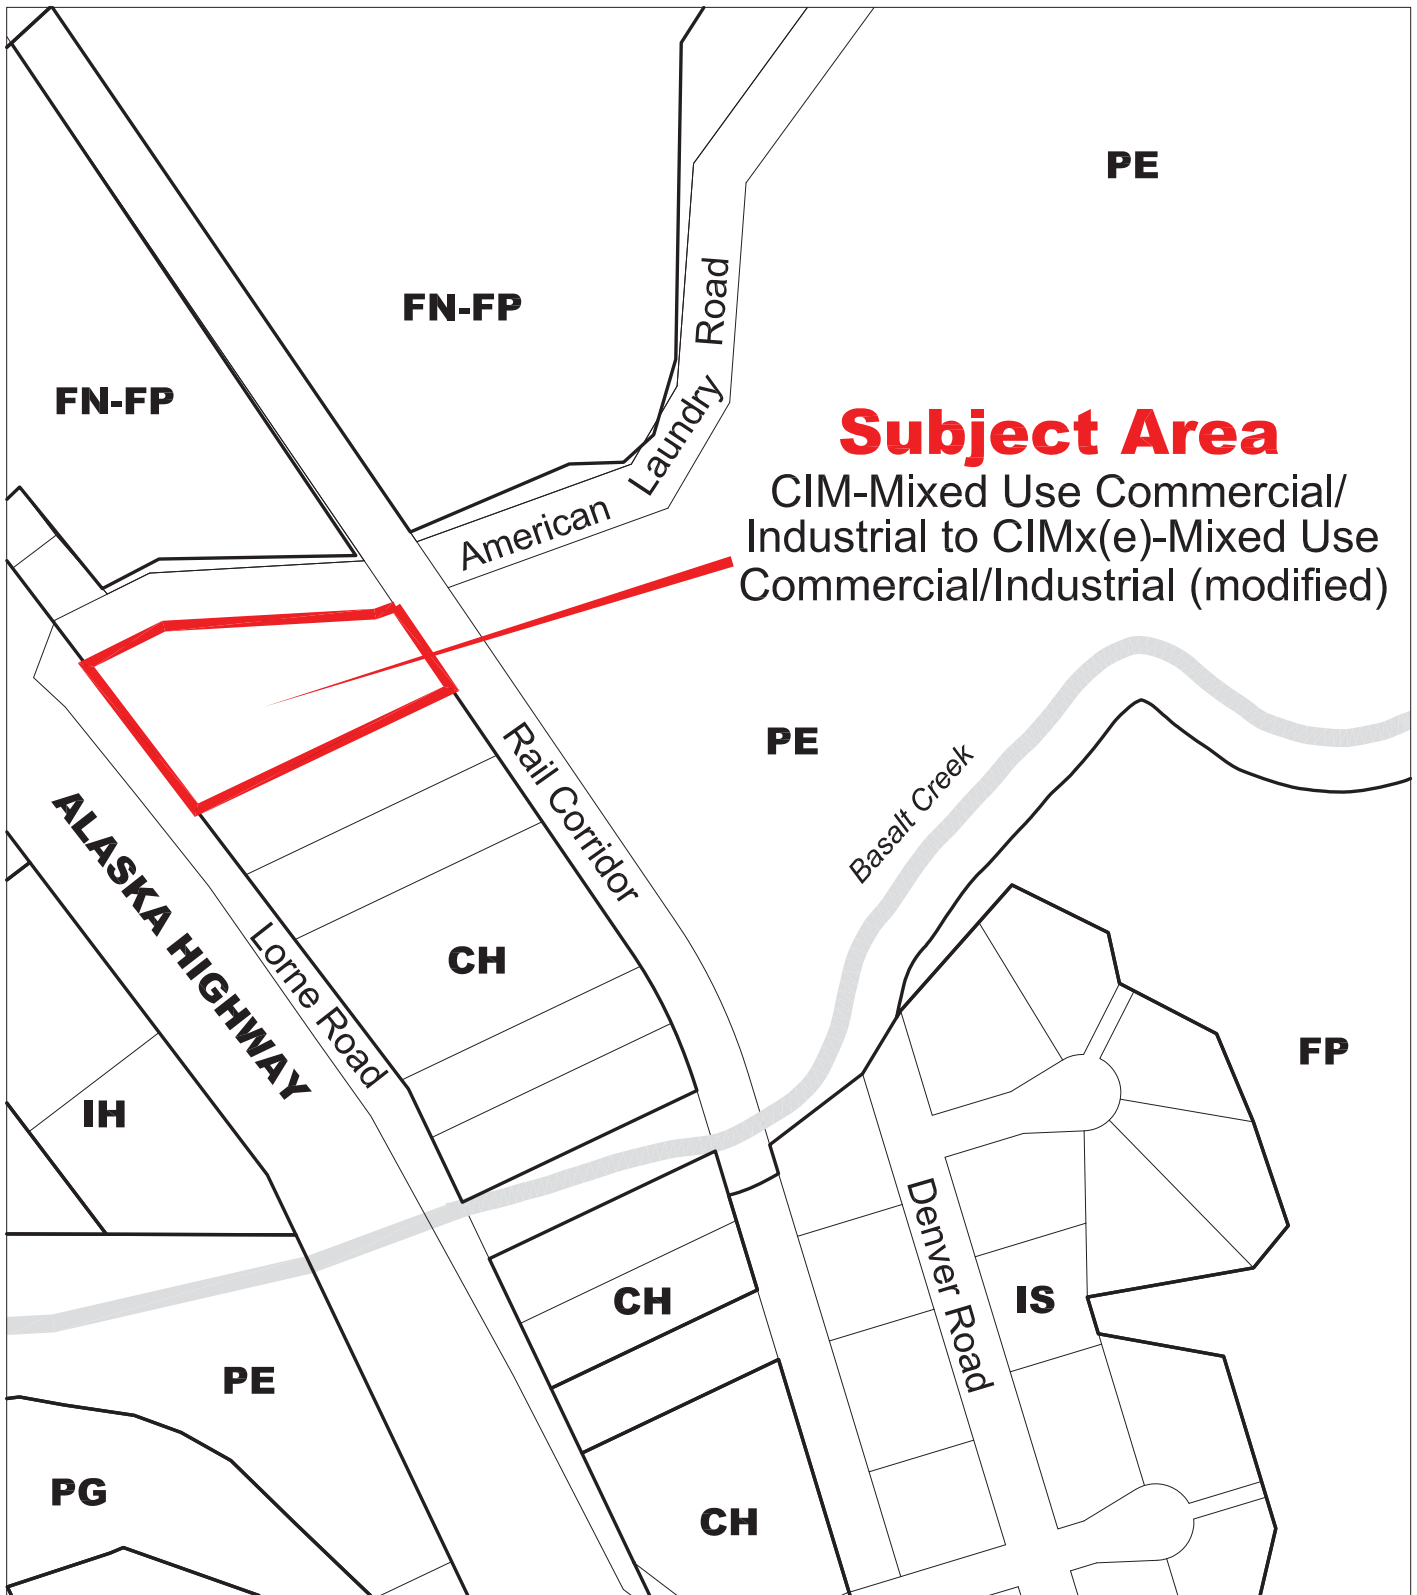 PE
FN-FP
FN-FP
American Laundry Road
Subject Area
CIM-Mixed Use Commercial/
Industrial to CIMx(e)-Mixed Use
Commercial/Industrial (modified)
PE
Rail Corridor
Basalt Creek
ALASKA HIGHWAY
Lorne Road
CH
FP
IH
Denver Road
CH
IS
PE
PG
CH